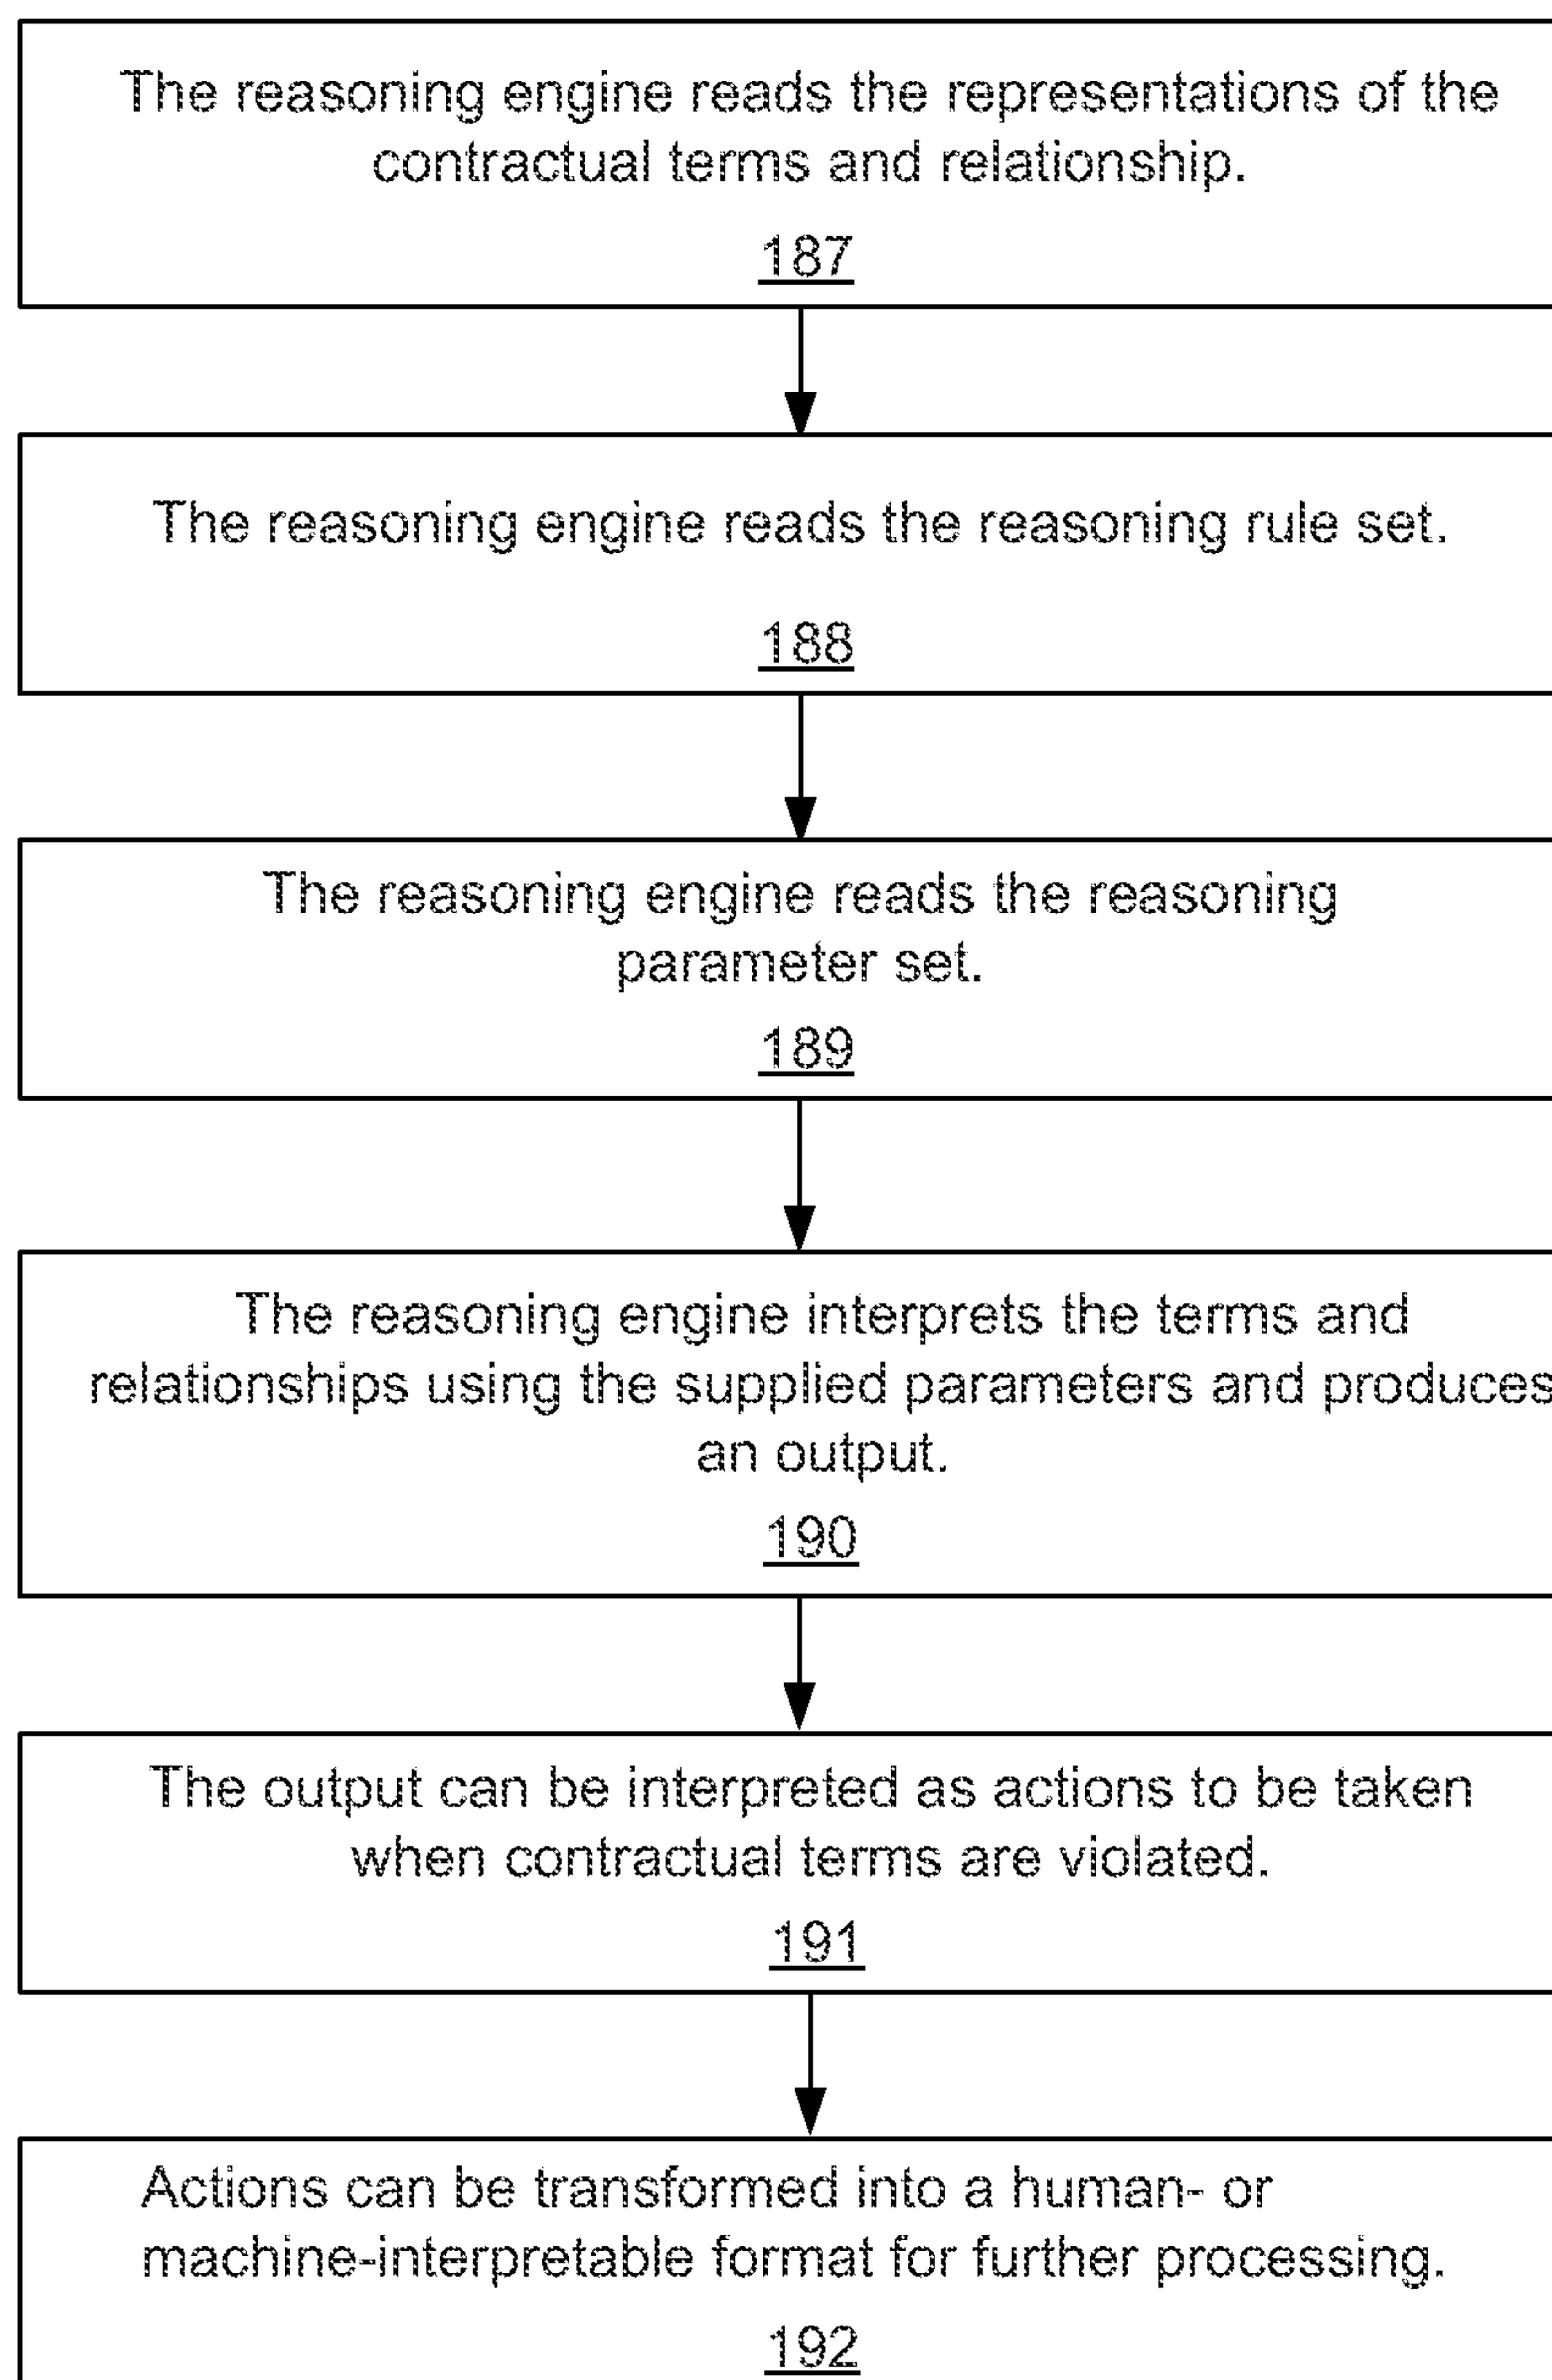 The reasoning engine reads the representations of the
contractual terms and relationship.
187
The reasoning engine reads the reasoning rule set.
188
The reasoning engine reads the reasoning
parameter set.
189
The reasoning engine interprets the terms and
relationships using the supplied parameters and produces
an output.
190
The output can be interpreted as actions to be taken
when contractual terms are violated.
191
Actions can be transformed into a human- or
machine-interpretable format for further processing.
192